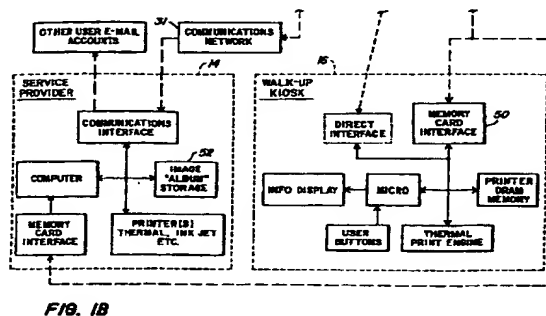 OTHER USER E-MAIL
ACCOUNTS
31
COMMUNICATIONS
NETWORK
14
SERVICE
PROVIDER
COMMUNICATIONS
INTERFACE
52
COMPUTER
IMAGE
"ALBUM"
STORAGE
MEMORY
CARD
INTERFACE
PRINTER(S)
THERMAL, INK JET
ETC.
16
WALK-UP
KIOSK
DIRECT
INTERFACE
MEMORY
CARD
INTERFACE
50
INFO DISPLAY
MICRO
PRINTER
DRAM
MEMORY
USER
BUTTONS
THERMAL
PRINT ENGINE
FIG. 1B